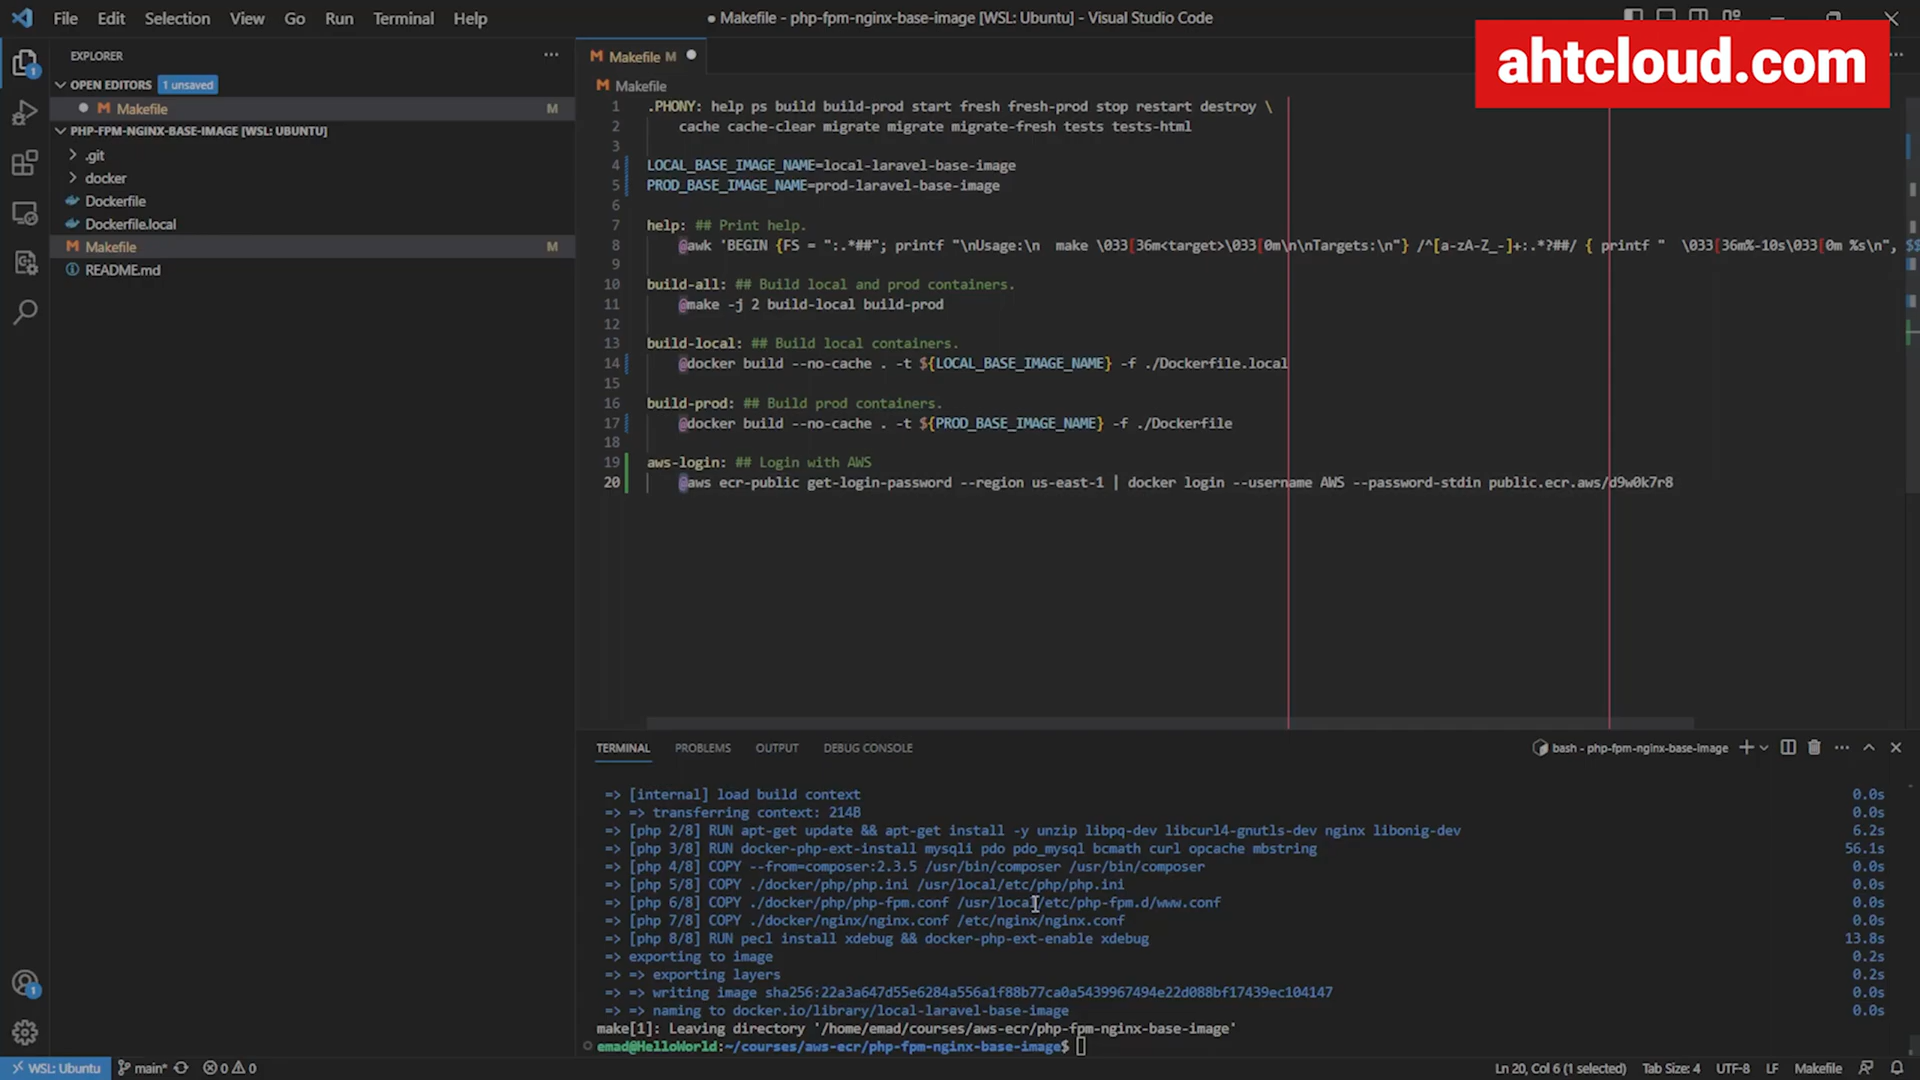 File Edit Selection View Go Run Terminal Help
● Makefile - php-fpm-nginx-base-image [WSL: Ubuntu] - Visual Studio Code
ahtcloud.com
EXPLORER
OPEN EDITORS 1 unsaved
Makefile M
PHP-FPM-NGINX-BASE-IMAGE [WSL: UBUNTU]
.git
docker
Dockerfile
Dockerfile.local
Makefile M
README.md
Makefile M
Makefile
1 .PHONY: help ps build build-prod start fresh fresh-prod stop restart destroy \
2 cache cache-clear migrate migrate migrate-fresh tests tests-html
3
4 LOCAL_BASE_IMAGE_NAME=local-laravel-base-image
5 PROD_BASE_IMAGE_NAME=prod-laravel-base-image
6
7 help: ## Print help.
8 @awk 'BEGIN {FS = ":.*##"; printf "\nUsage:\n  make \033[36m<target>\033[0m\n\nTargets:\n"} /^[a-zA-Z_-]+:.*?##/ { printf "  \033[36m%-10s\033[0m %s\n", $$
9
10 build-all: ## Build local and prod containers.
11 @make -j 2 build-local build-prod
12
13 build-local: ## Build local containers.
14 @docker build --no-cache . -t ${LOCAL_BASE_IMAGE_NAME} -f ./Dockerfile.local
15
16 build-prod: ## Build prod containers.
17 @docker build --no-cache . -t ${PROD_BASE_IMAGE_NAME} -f ./Dockerfile
18
19 aws-login: ## Login with AWS
20 @aws ecr-public get-login-password --region us-east-1 | docker login --username AWS --password-stdin public.ecr.aws/d9w0k7r8
TERMINAL PROBLEMS OUTPUT DEBUG CONSOLE
bash - php-fpm-nginx-base-image
=> [internal] load build context 0.0s
=> => transferring context: 214B 0.0s
=> [php 2/8] RUN apt-get update && apt-get install -y unzip libpq-dev libcurl4-gnutls-dev nginx libonig-dev 6.2s
=> [php 3/8] RUN docker-php-ext-install mysqli pdo pdo_mysql bcmath curl opcache mbstring 56.1s
=> [php 4/8] COPY --from=composer:2.3.5 /usr/bin/composer /usr/bin/composer 0.0s
=> [php 5/8] COPY ./docker/php/php.ini /usr/local/etc/php/php.ini 0.0s
=> [php 6/8] COPY ./docker/php/php-fpm.conf /usr/local/etc/php-fpm.d/www.conf 0.0s
=> [php 7/8] COPY ./docker/nginx/nginx.conf /etc/nginx/nginx.conf 0.0s
=> [php 8/8] RUN pecl install xdebug && docker-php-ext-enable xdebug 13.8s
=> exporting to image 0.2s
=> => exporting layers 0.2s
=> => writing image sha256:22a3a647d55e6284a556a1f88b77ca0a5439967494e22d088bf17439ec104147 0.0s
=> => naming to docker.io/library/local-laravel-base-image 0.0s
make[1]: Leaving directory '/home/emad/courses/aws-ecr/php-fpm-nginx-base-image'
emad@HelloWorld:~/courses/aws-ecr/php-fpm-nginx-base-image$
WSL: Ubuntu main* 0 0 Ln 20, Col 6 (1 selected) Tab Size: 4 UTF-8 LF Makefile